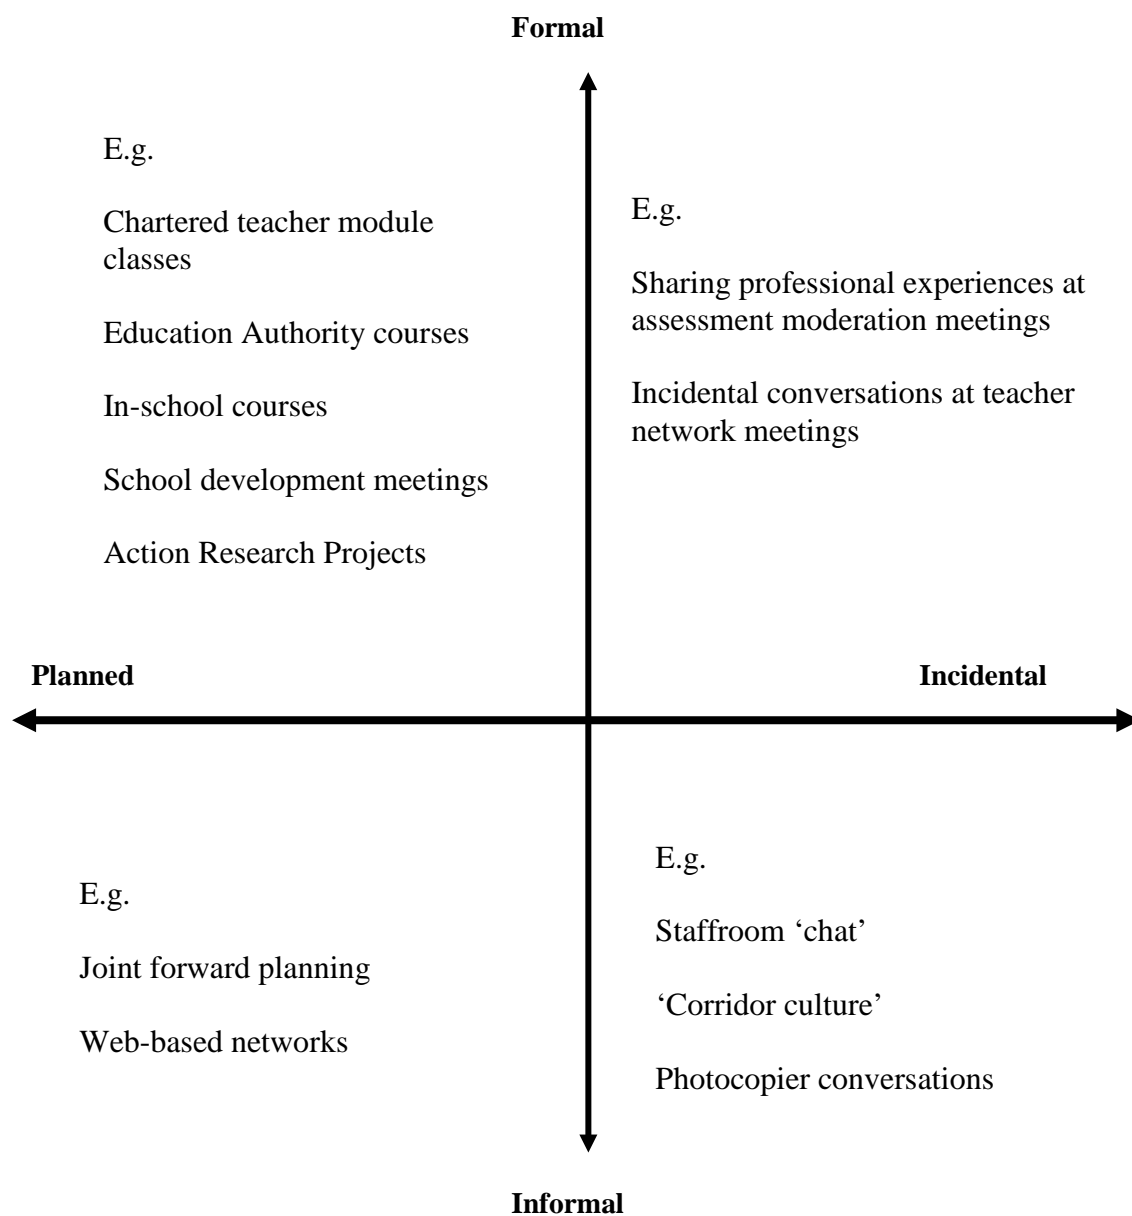 Formal
E.g.
Chartered teacher module
classes
Education Authority courses
In-school courses
School development meetings
Action Research Projects
E.g.
Sharing professional experiences at
assessment moderation meetings
Incidental conversations at teacher
network meetings
Planned
Incidental
E.g.
Joint forward planning
Web-based networks
E.g.
Staffroom ‘chat’
‘Corridor culture’
Photocopier conversations
Informal